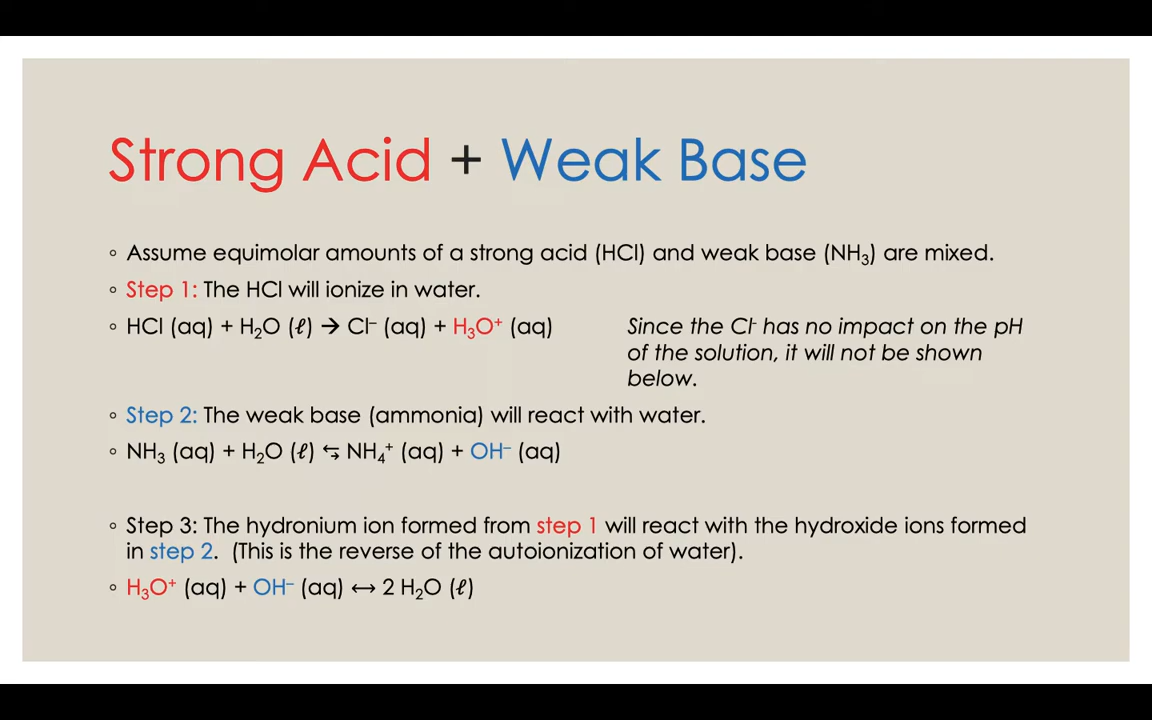 Strong Acid + Weak Base
◦ Assume equimolar amounts of a strong acid (HCl) and weak base (NH₃) are mixed.
◦ Step 1: The HCl will ionize in water.
◦ HCl (aq) + H₂O (ℓ) → Cl⁻ (aq) + H₃O⁺ (aq)
Since the Cl⁻ has no impact on the pH
of the solution, it will not be shown
below.
◦ Step 2: The weak base (ammonia) will react with water.
◦ NH₃ (aq) + H₂O (ℓ) ⇆ NH₄⁺ (aq) + OH⁻ (aq)
◦ Step 3: The hydronium ion formed from step 1 will react with the hydroxide ions formed
in step 2. (This is the reverse of the autoionization of water).
◦ H₃O⁺ (aq) + OH⁻ (aq) ↔ 2 H₂O (ℓ)